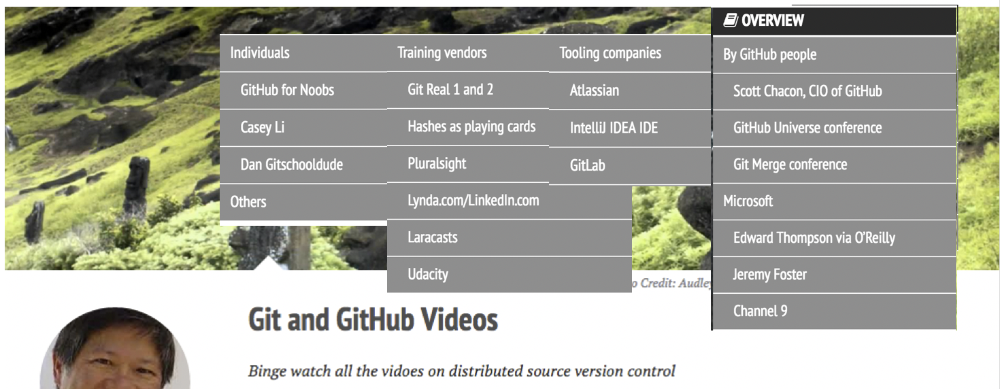 OVERVIEW
Individuals
GitHub for Noobs
Casey Li
Dan Gitschooldude
Others
Training vendors
Git Real 1 and 2
Hashes as playing cards
Pluralsight
Lynda.com/LinkedIn.com
Laracasts
Udacity
Tooling companies
Atlassian
IntelliJ IDEA IDE
GitLab
By GitHub people
Scott Chacon, CIO of GitHub
GitHub Universe conference
Git Merge conference
Microsoft
Edward Thompson via O’Reilly
Jeremy Foster
Channel 9
o Credit: Audley
Git and GitHub Videos
Binge watch all the vidoes on distributed source version control